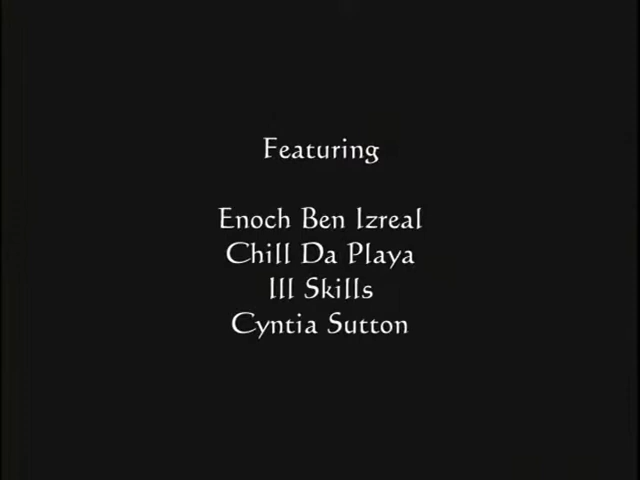 Featuring
Enoch Ben Izreal
Chill Da Playa
Ill Skills
Cyntia Sutton